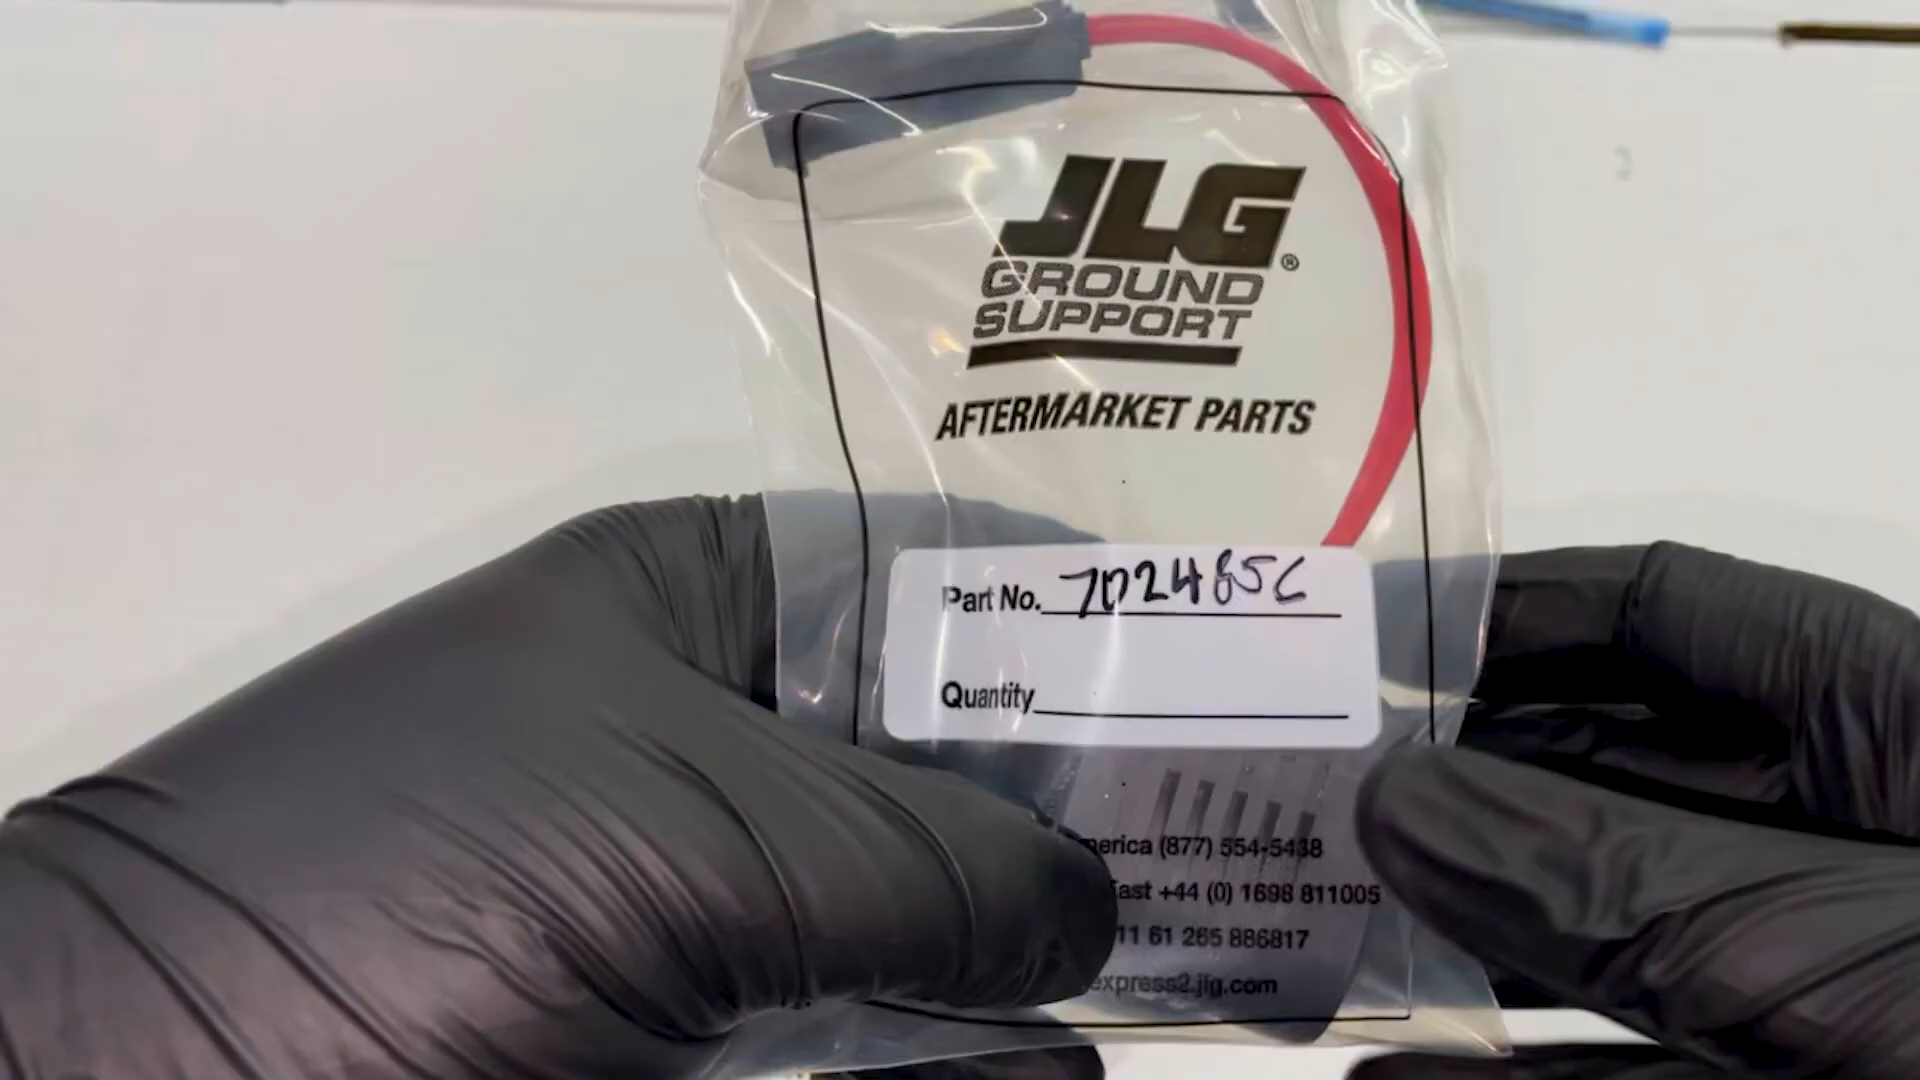 JLG®
GROUND
SUPPORT
AFTERMARKET PARTS
Part No. 7024856
Quantity
merica (877) 554-5438
East +44 (0) 1698 811005
11 61 265 886817
express2.jlg.com